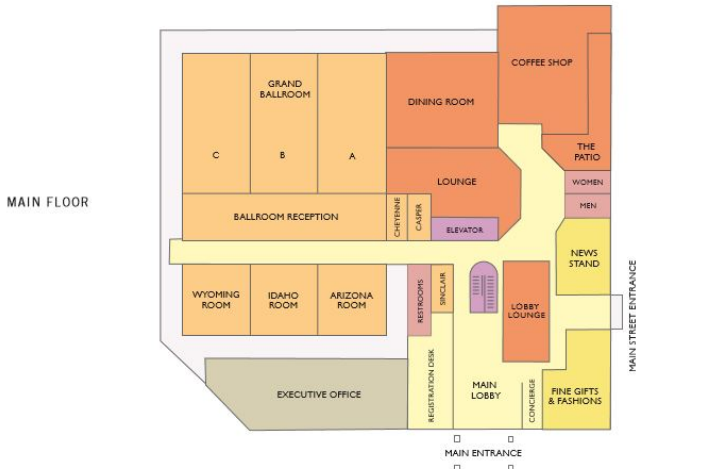 COFFEE SHOP
GRAND
BALLROOM
DINING ROOM
C
B
A
THE
PATIO
LOUNGE
WOMEN
MAIN FLOOR
MEN
BALLROOM RECEPTION
CHEYENNE
CASPER
ELEVATOR
NEWS
STAND
WYOMING
ROOM
IDAHO
ROOM
ARIZONA
ROOM
RESTROOMS
SINCLAIR
LOBBY
LOUNGE
MAIN STREET ENTRANCE
EXECUTIVE OFFICE
REGISTRATION DESK
MAIN
LOBBY
CONCIERGE
FINE GIFTS
& FASHIONS
MAIN ENTRANCE